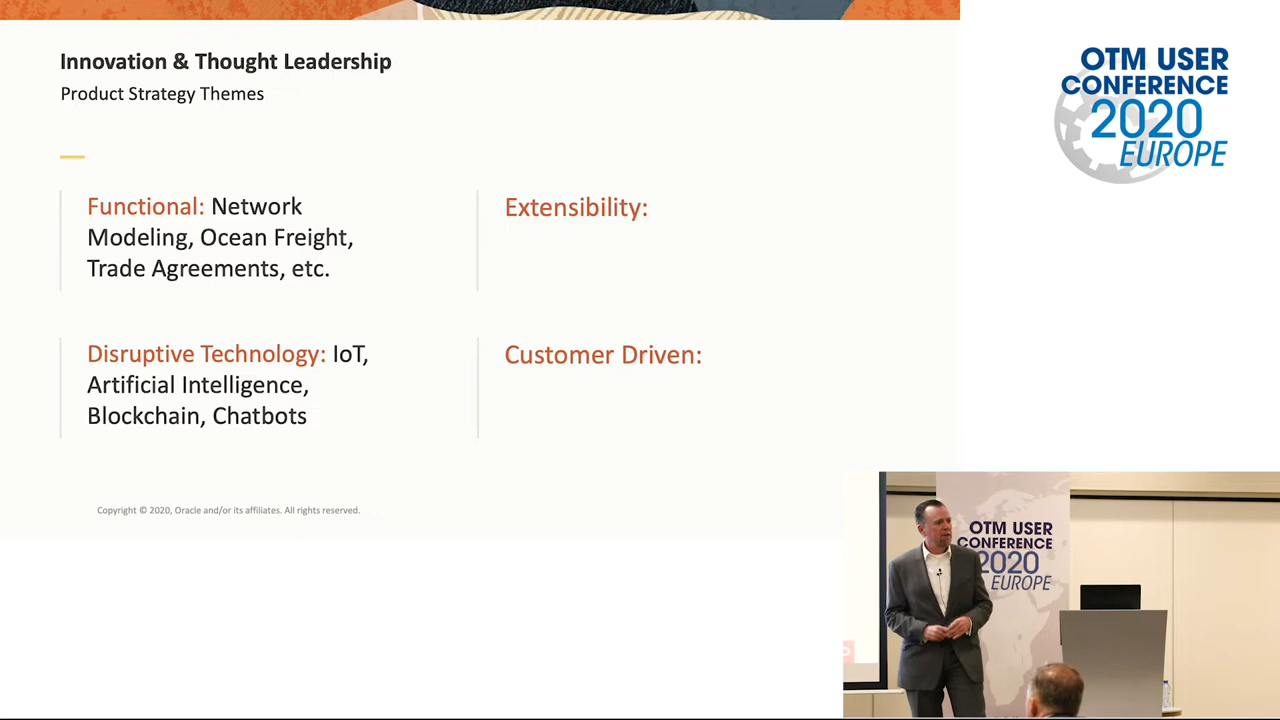 Innovation & Thought Leadership
Product Strategy Themes
Functional: Network
Modeling, Ocean Freight,
Trade Agreements, etc.
Extensibility:
Disruptive Technology: IoT,
Artificial Intelligence,
Blockchain, Chatbots
Customer Driven:
Copyright © 2020, Oracle and/or its affiliates. All rights reserved.
OTM USER
CONFERENCE
2020
EUROPE
OTM USER
CONFERENCE
2020
EUROPE